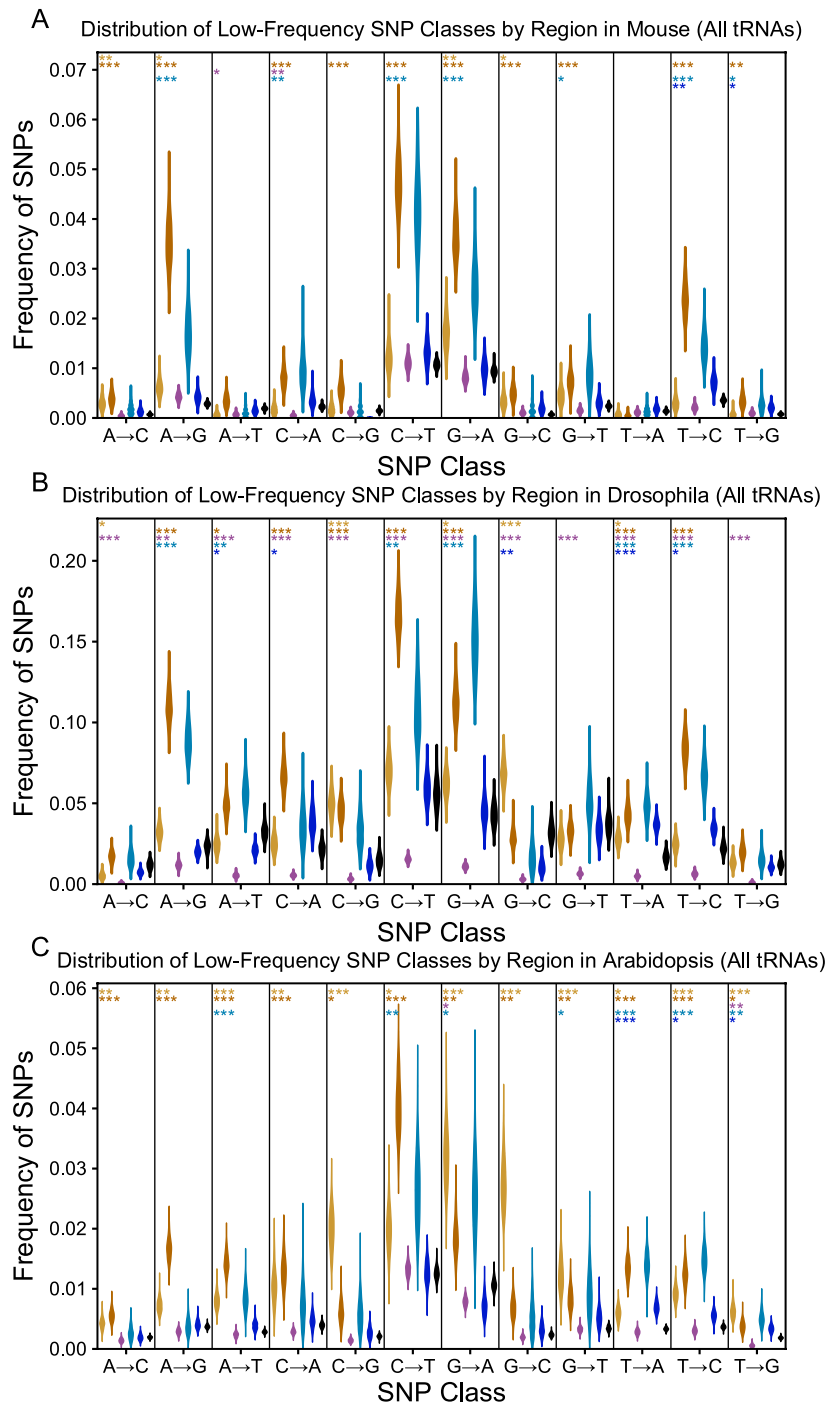 A
Distribution of Low-Frequency SNP Classes by Region in Mouse (All tRNAs)
Frequency of SNPs
0.07
0.06
0.05
0.04
0.03
0.02
0.01
0.00
** * ** *
*** *** *** *** *** *** *** *** *** **
* **
*** ** *** *** * *** *
** *
A→C A→G A→T C→A C→G C→T G→A G→C G→T T→A T→C T→G
SNP Class
B
Distribution of Low-Frequency SNP Classes by Region in Drosophila (All tRNAs)
Frequency of SNPs
0.20
0.15
0.10
0.05
0.00
* *** * *** *
*** * *** *** *** *** *** ***
*** ** *** *** *** *** *** *** *** *** *** ***
*** ** ** *** *** ***
* * ** *** *
A→C A→G A→T C→A C→G C→T G→A G→C G→T T→A T→C T→G
SNP Class
C
Distribution of Low-Frequency SNP Classes by Region in Arabidopsis (All tRNAs)
Frequency of SNPs
0.06
0.05
0.04
0.03
0.02
0.01
0.00
** ** *** ** *** * *** *** *** * *** ***
*** *** *** *** * *** ** ** ** *** *** *
* **
*** ** * * *** *** **
*** * *
A→C A→G A→T C→A C→G C→T G→A G→C G→T T→A T→C T→G
SNP Class